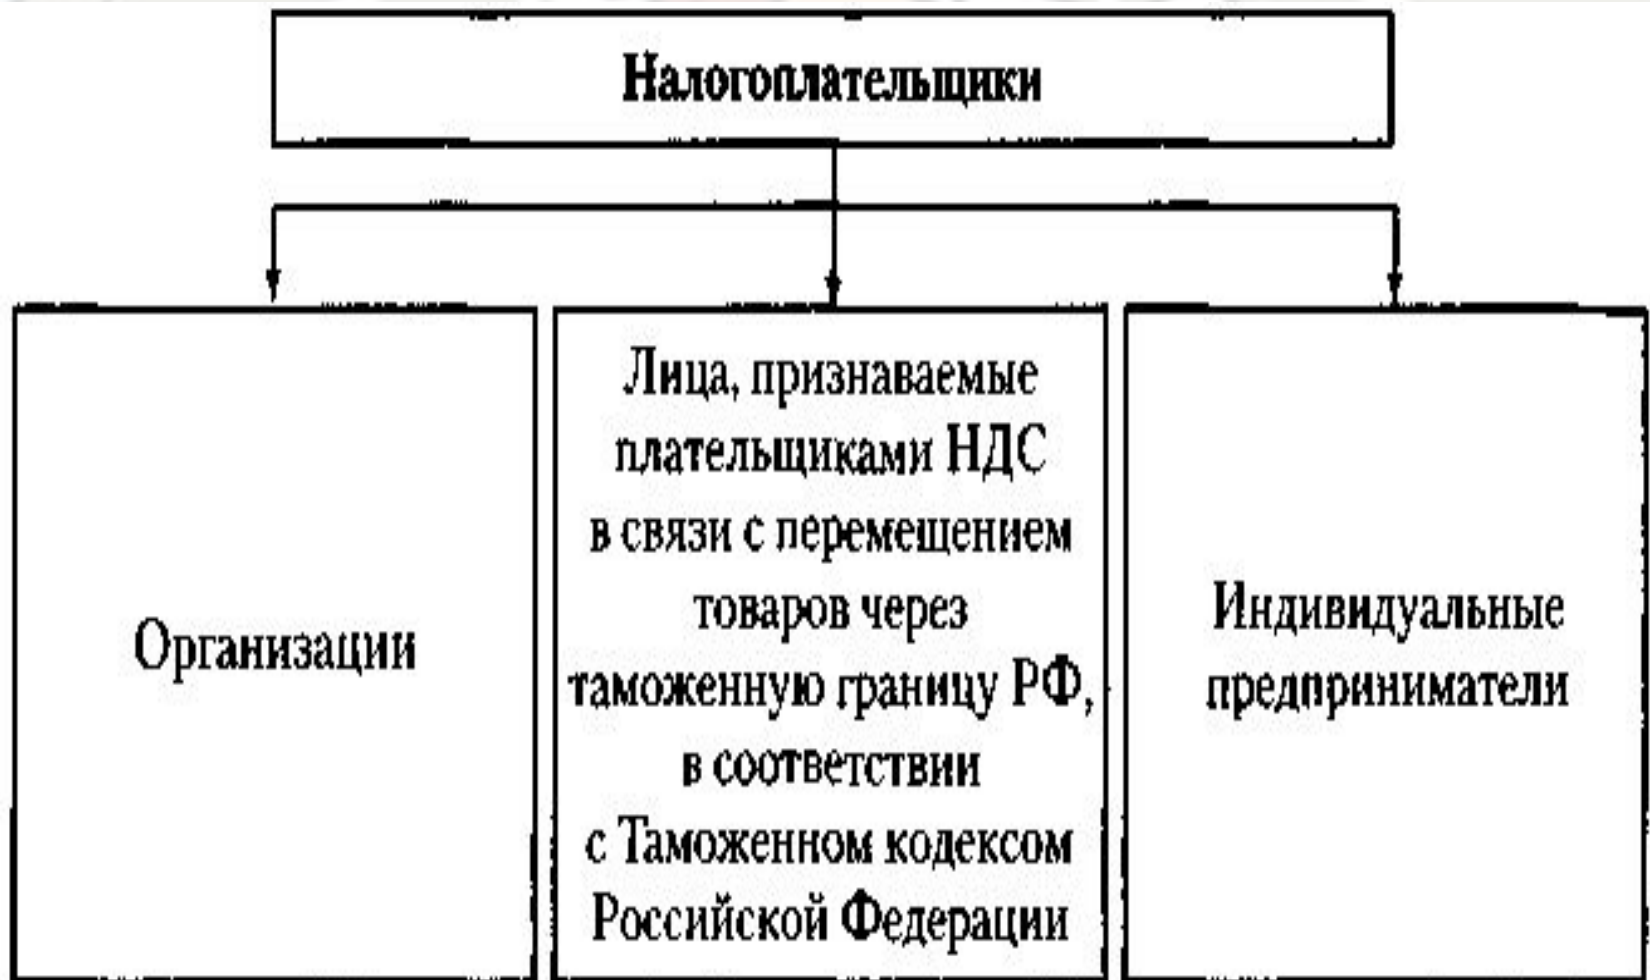 Налогоплательщики
Организации
Лица, признаваемые
плательщиками НДС
в связи с перемещением
товаров через
таможенную границу РФ,
в соответствии
с Таможенном кодексом
Российской Федерации
Индивидуальные
предприниматели